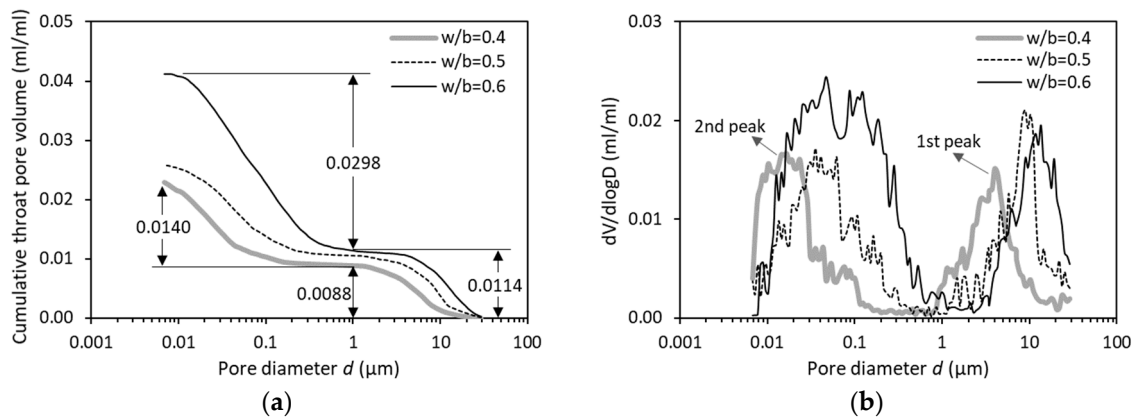 0.05
0.04
0.03
0.02
0.01
0.00
Cumulative throat pore volume (ml/ml)
w/b=0.4
w/b=0.5
w/b=0.6
0.0298
0.0140
0.0088
0.0114
0.001 0.01 0.1 1 10 100
Pore diameter d (μm)
(a)
0.03
0.02
0.01
0.00
dV/dlogD (ml/ml)
w/b=0.4
w/b=0.5
w/b=0.6
2nd peak
1st peak
0.001 0.01 0.1 1.0 10 100
Pore diameter d (μm)
(b)